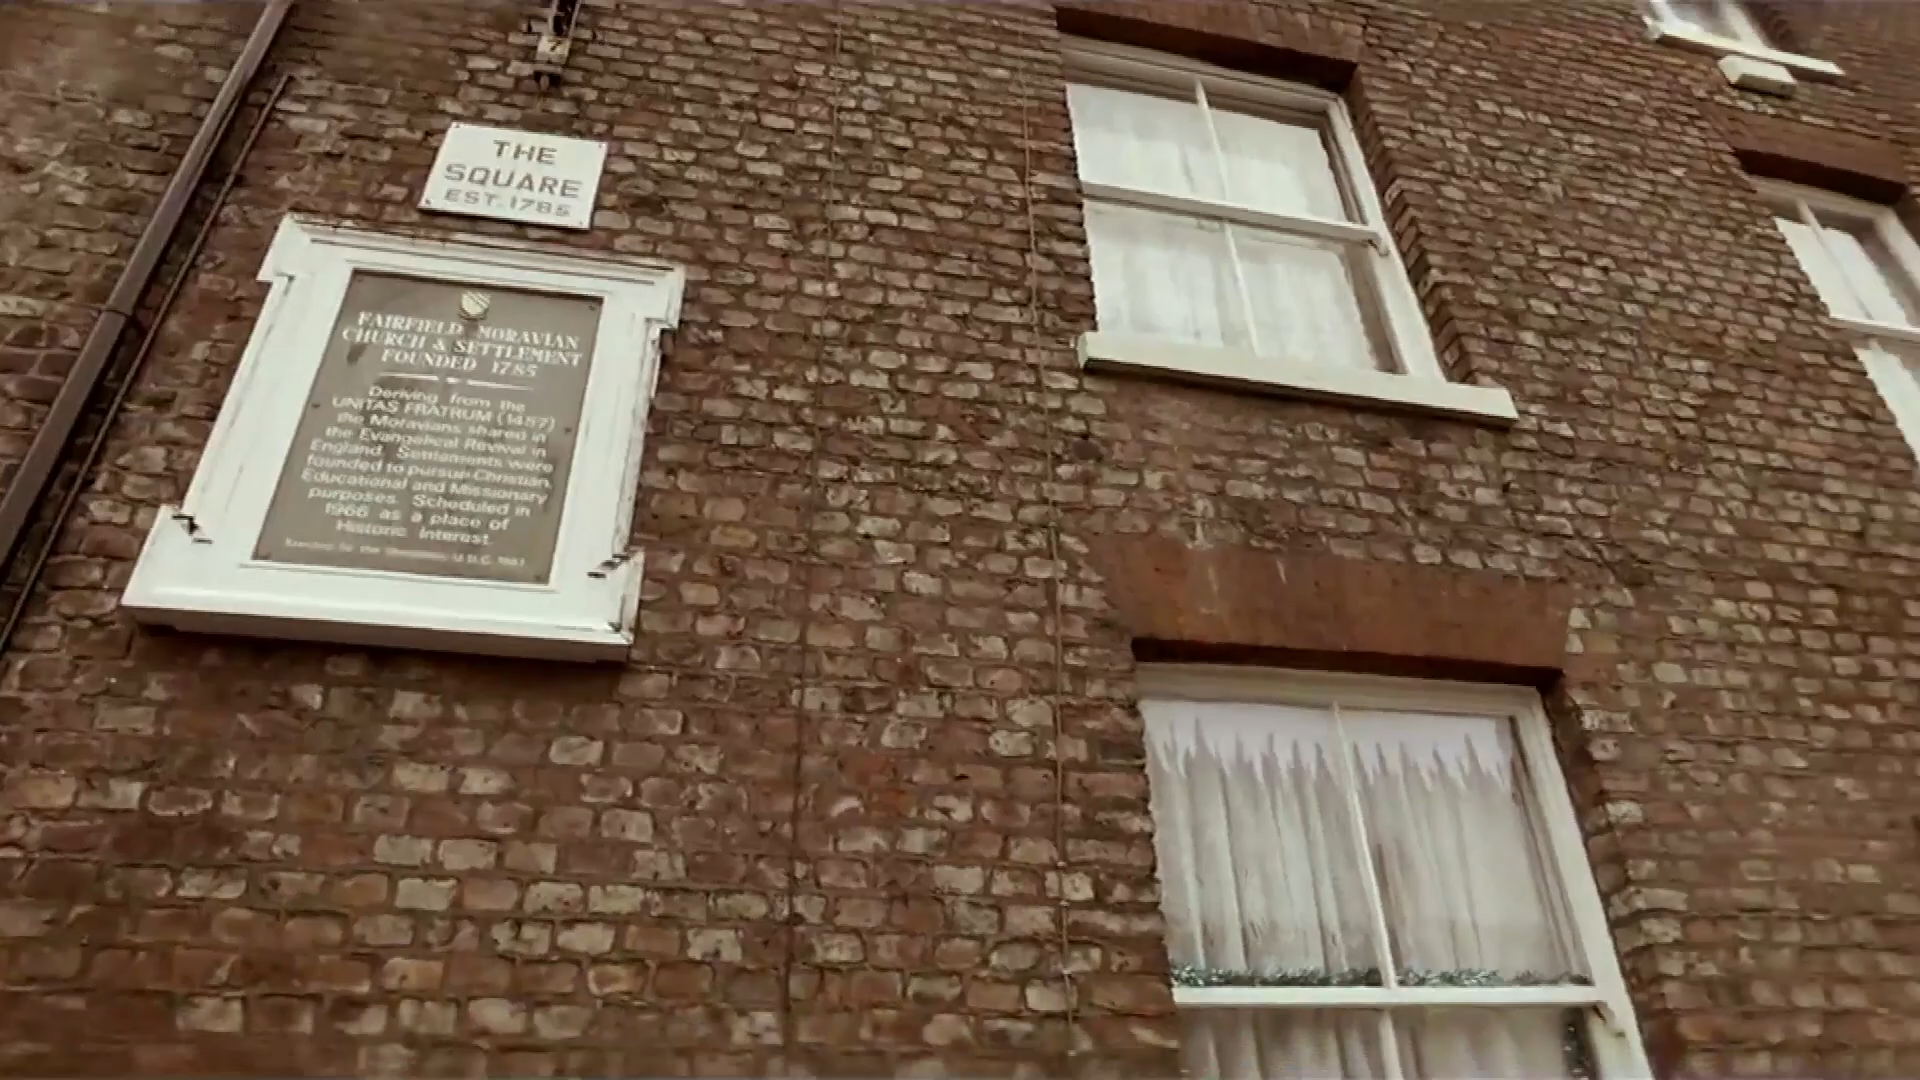 THE
SQUARE
EST. 1785
FAIRFIELD MORAVIAN
CHURCH & SETTLEMENT
FOUNDED 1785
Deriving from the
UNITAS FRATRUM (1457)
the Moravians shared in
the Evangelical Revival in
England. Settlements were
founded to pursue Christian,
Educational and Missionary
purposes. Scheduled in
1966 as a place of
Historic Interest.
the U.D.C.